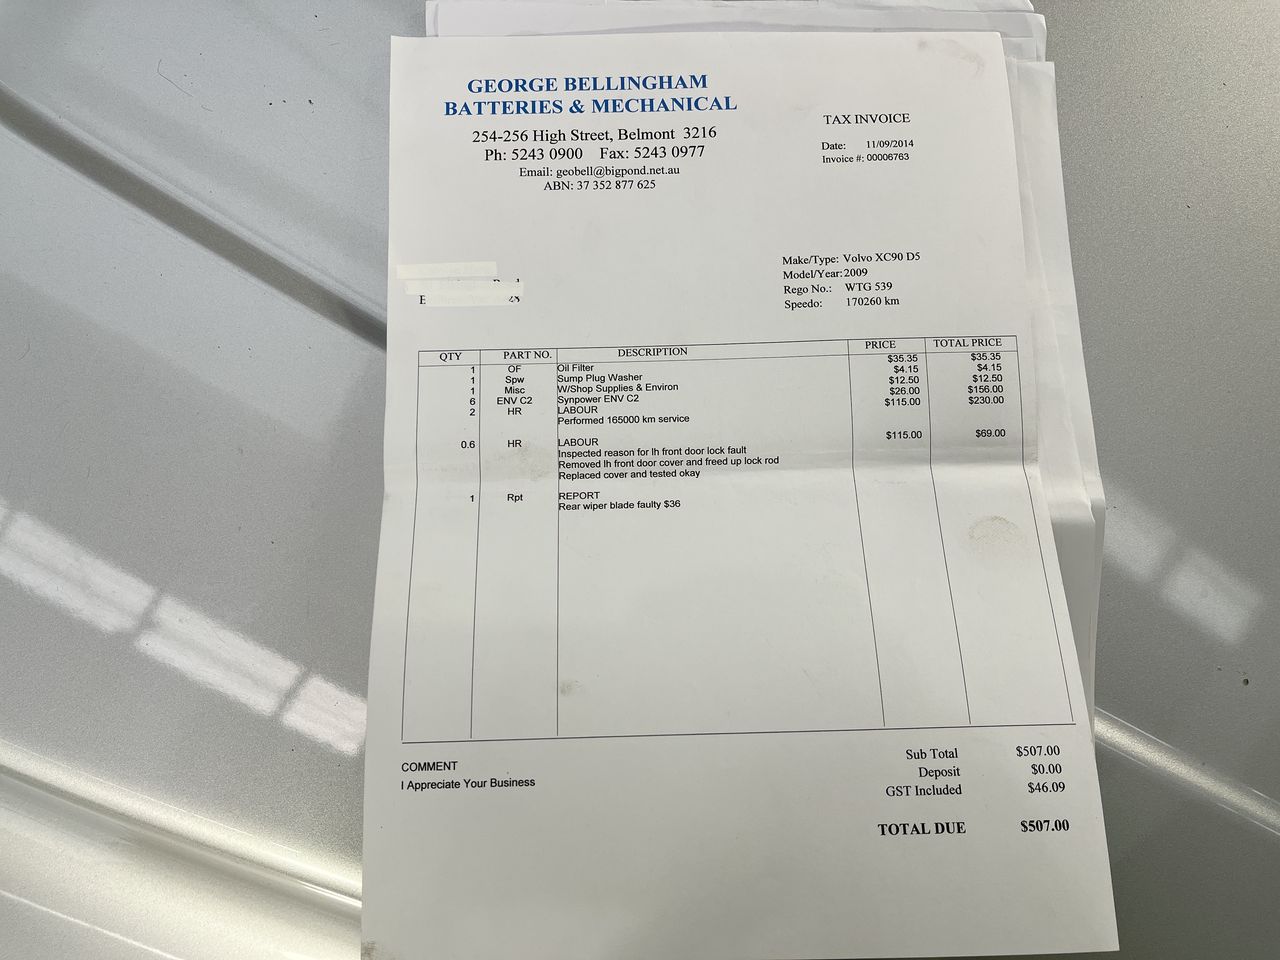 GEORGE BELLINGHAM
BATTERIES & MECHANICAL
254-256 High Street, Belmont 3216
Ph: 5243 0900 Fax: 5243 0977
Email: geobell@bigpond.net.au
ABN: 37 352 877 625
TAX INVOICE
Date: 11/09/2014
Invoice #: 00006763
Make/Type: Volvo XC90 D5
Model/Year: 2009
Rego No.: WTG 539
Speedo: 170260 km
QTY PART NO. DESCRIPTION PRICE TOTAL PRICE
1 OF Oil Filter $35.35 $35.35
1 Spw Sump Plug Washer $4.15 $4.15
1 Misc W/Shop Supplies & Environ $12.50 $12.50
6 ENV C2 Synpower ENV C2 $26.00 $156.00
2 HR LABOUR $115.00 $230.00
Performed 165000 km service
0.6 HR LABOUR $115.00 $69.00
Inspected reason for lh front door lock fault
Removed lh front door cover and freed up lock rod
Replaced cover and tested okay
1 Rpt REPORT
Rear wiper blade faulty $36
COMMENT
I Appreciate Your Business
Sub Total $507.00
Deposit $0.00
GST Included $46.09
TOTAL DUE $507.00